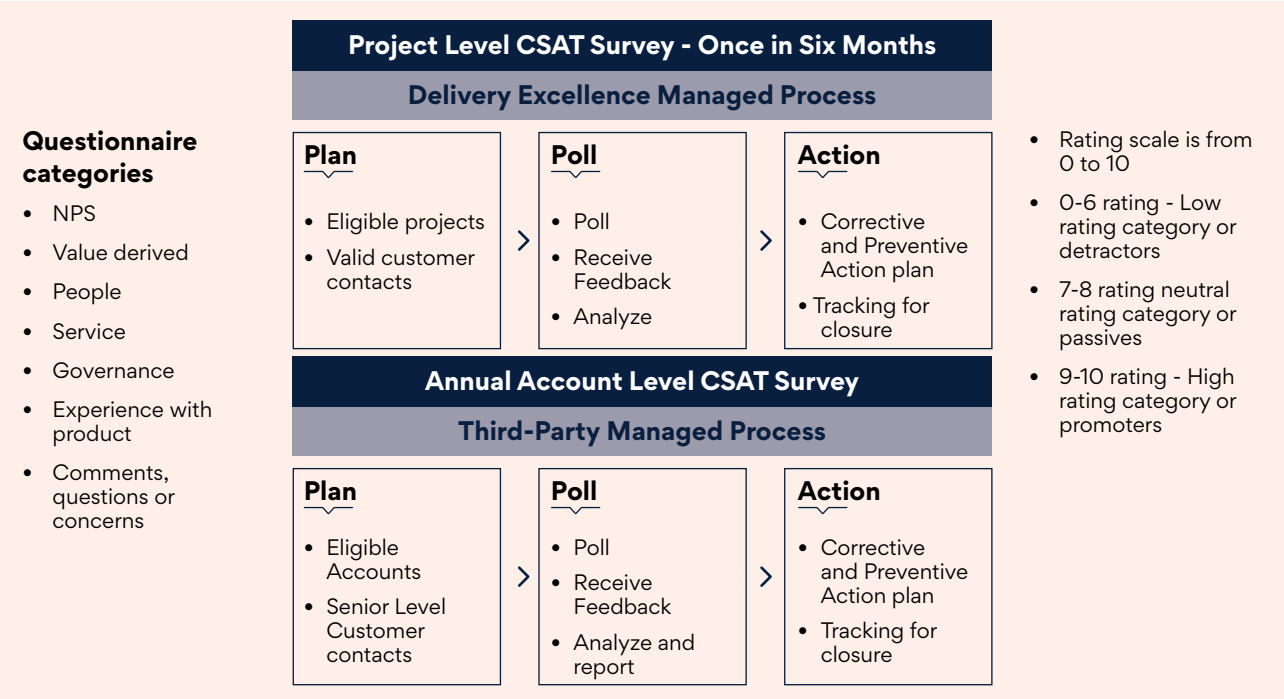 Project Level CSAT Survey - Once in Six Months
Delivery Excellence Managed Process
Questionnaire
categories
• NPS
• Value derived
• People
• Service
• Governance
• Experience with
product
• Comments,
questions or
concerns
Plan
• Eligible projects
• Valid customer
contacts
Poll
• Poll
• Receive
Feedback
• Analyze
Action
• Corrective
and Preventive
Action plan
• Tracking for
closure
Annual Account Level CSAT Survey
Third-Party Managed Process
Plan
• Eligible
Accounts
• Senior Level
Customer
contacts
Poll
• Poll
• Receive
Feedback
• Analyze and
report
Action
• Corrective
and Preventive
Action plan
• Tracking for
closure
• Rating scale is from
0 to 10
• 0-6 rating - Low
rating category or
detractors
• 7-8 rating neutral
rating category or
passives
• 9-10 rating - High
rating category or
promoters